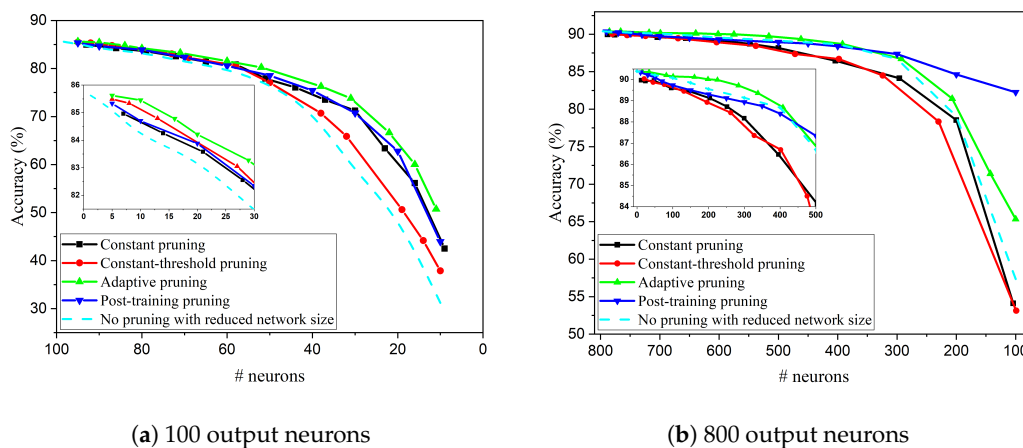 90
80
70
60
50
40
30
Accuracy (%)
86
85
84
83
82
0 5 10 15 20 25 30
Constant pruning
Constant-threshold pruning
Adaptive pruning
Post-training pruning
No pruning with reduced network size
100 80 60 40 20 0
# neurons
(a) 100 output neurons
90
85
80
75
70
65
60
55
50
Accuracy (%)
90
89
88
87
86
85
84
0 100 200 300 400 500
Constant pruning
Constant-threshold pruning
Adaptive pruning
Post-training pruning
No pruning with reduced network size
800 700 600 500 400 300 200 100
# neurons
(b) 800 output neurons